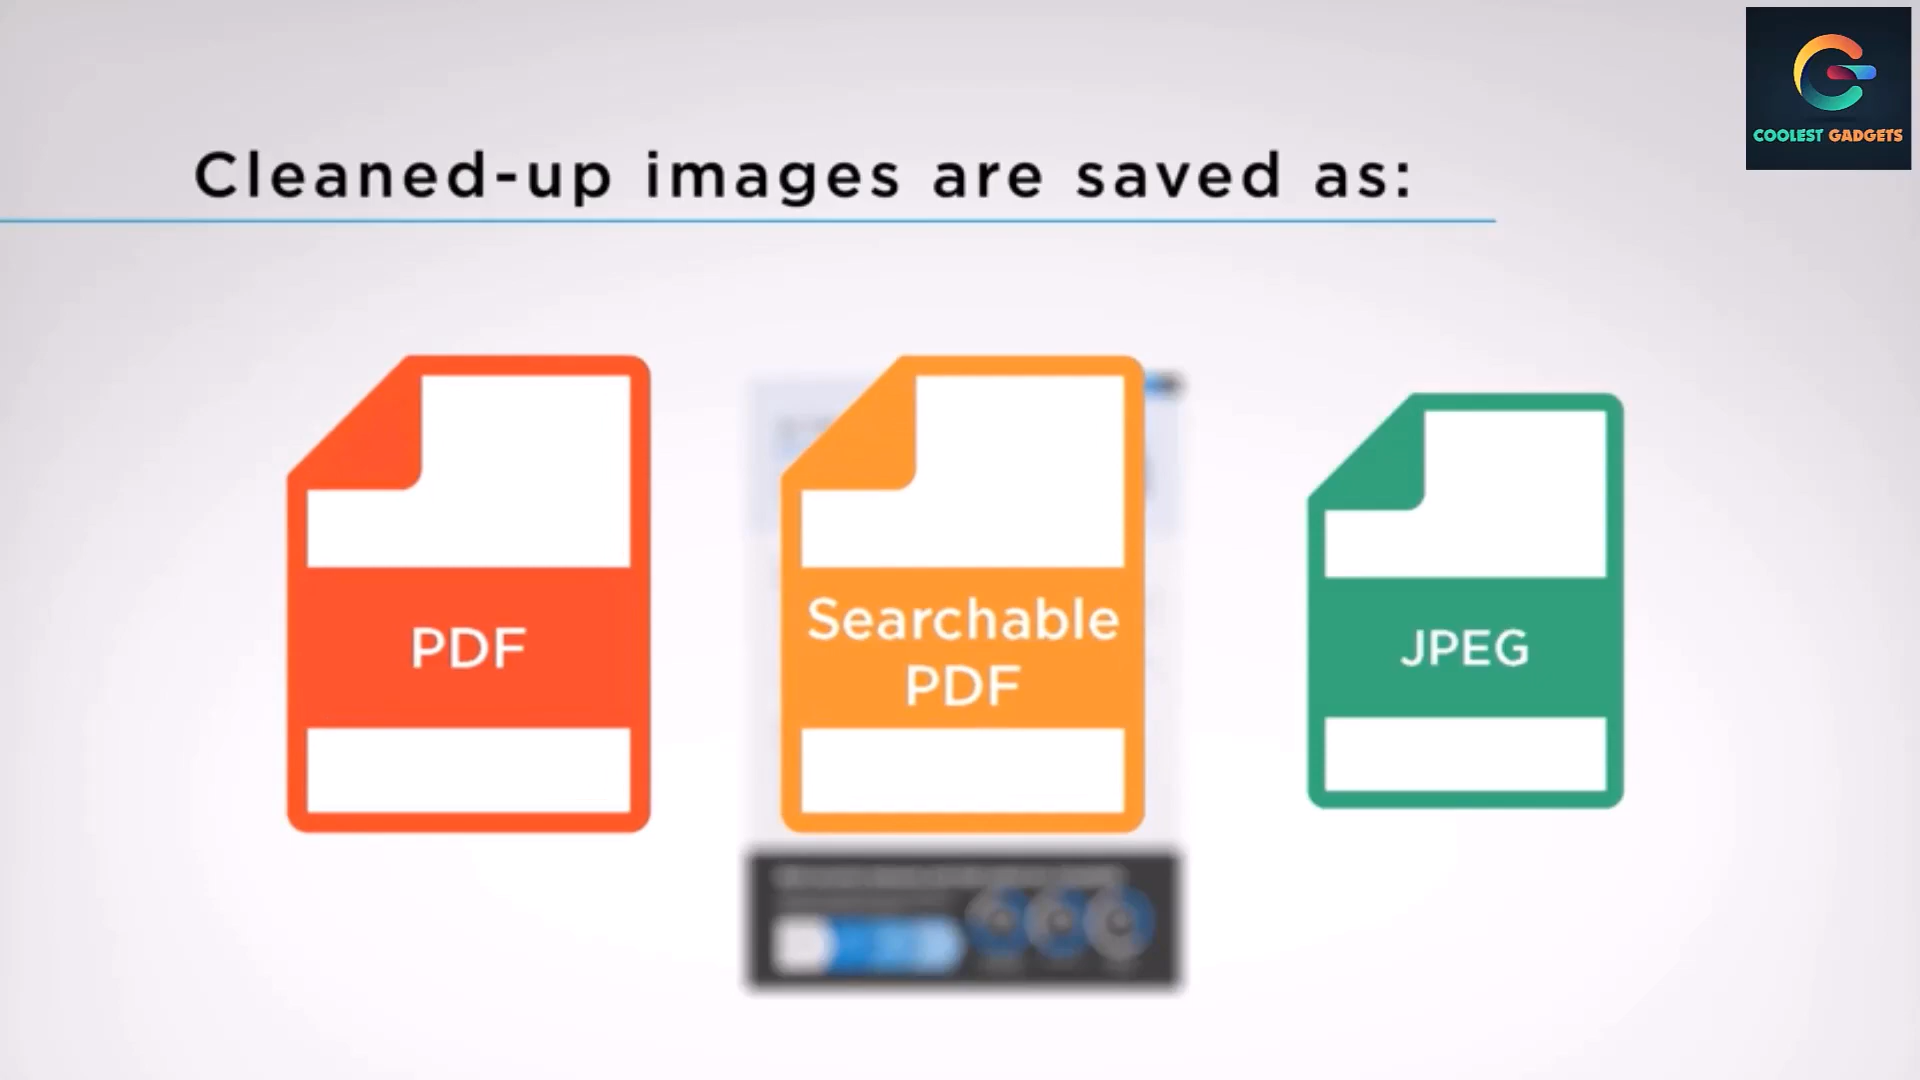 COOLEST GADGETS
Cleaned-up images are saved as:
PDF
Searchable
PDF
JPEG